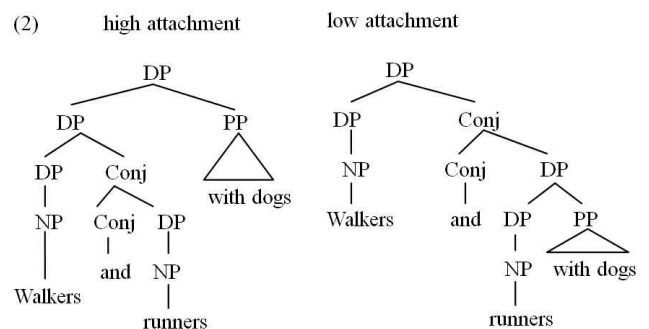 (2) high attachment low attachment
DP DP
DP PP DP Conj
DP Conj with dogs NP Conj DP
NP Conj DP Walkers and DP PP
and NP NP with dogs
Walkers
runners runners